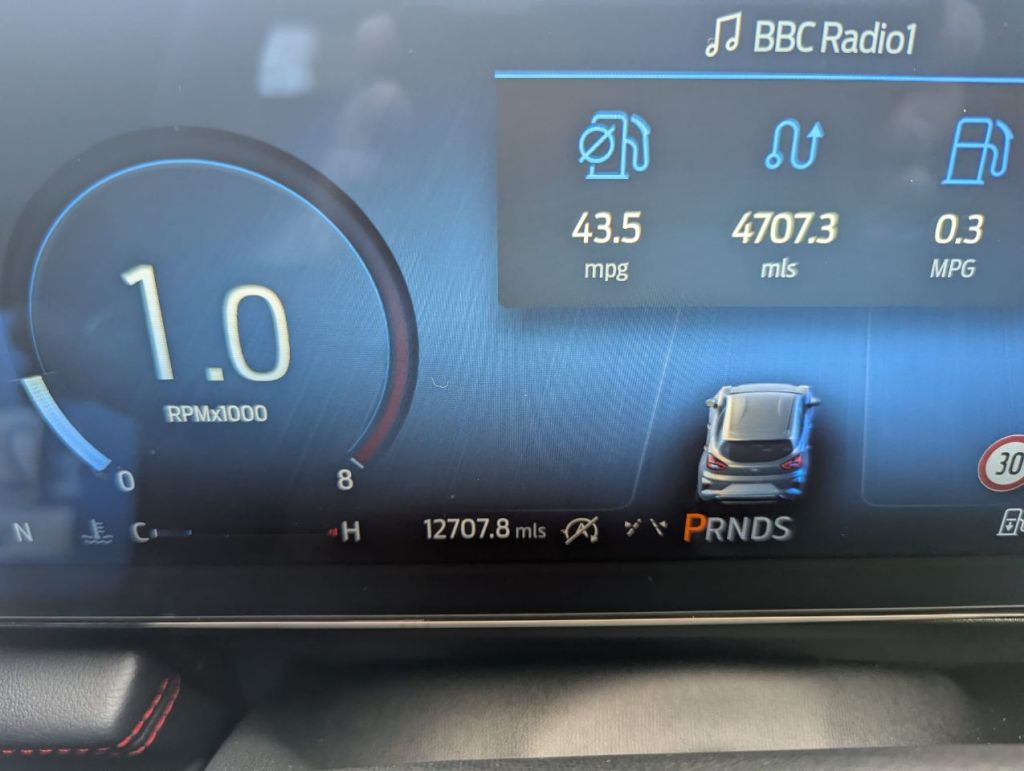 BBC Radio1
43.5 4707.3 0.3
mpg mls MPG
1.0
RPMx1000
0 8
30
N C H 12707.8 mls PRNDS